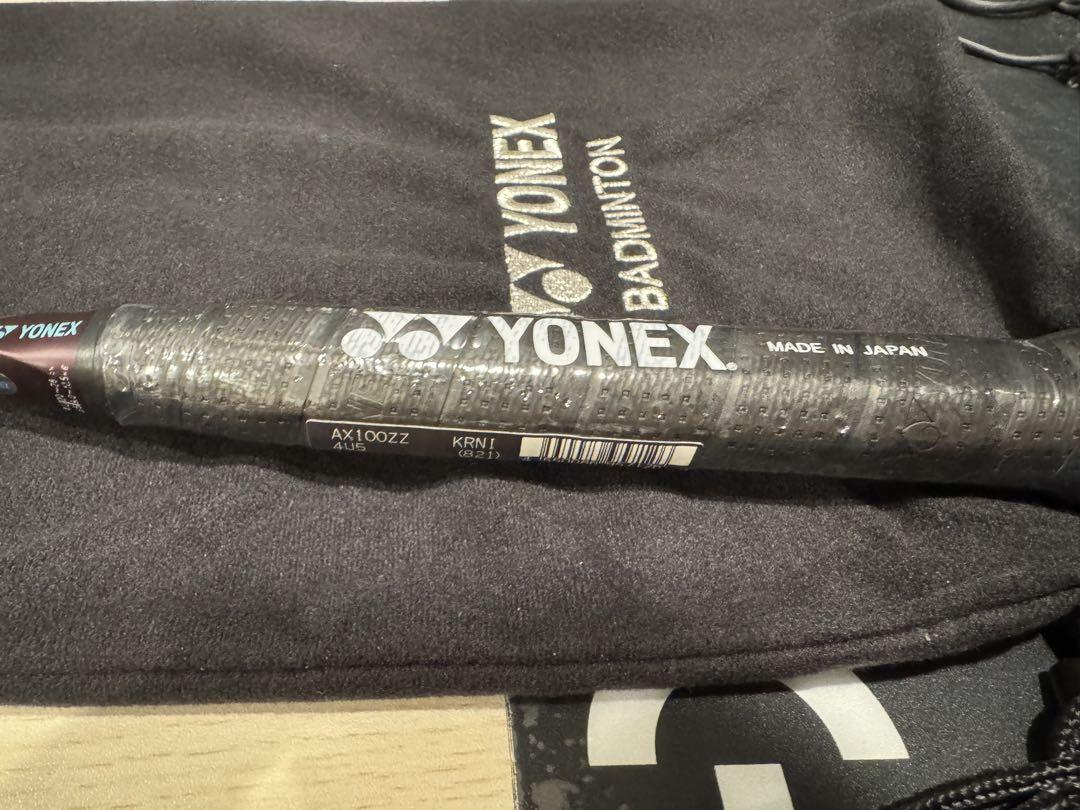 YONEX
BADMINTON
YONEX
YONEX
MADE IN JAPAN
AX100ZZ
KRNI
4U5
(821)